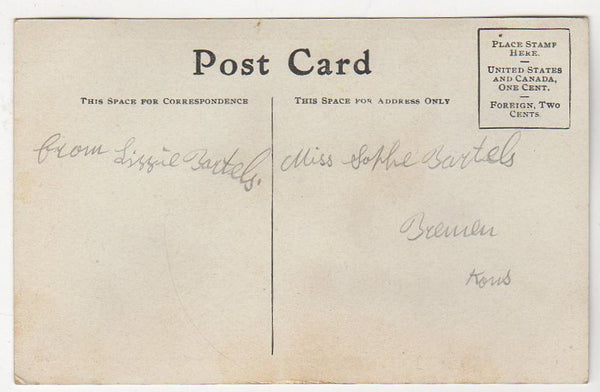 Post Card
THIS SPACE FOR CORRESPONDENCE
THIS SPACE FOR ADDRESS ONLY
PLACE STAMP
HERE.
UNITED STATES
AND CANADA,
ONE CENT.
FOREIGN, TWO
CENTS.
from Lizzie Bartels.
Miss Sophe Bartels
Bremen
Kans